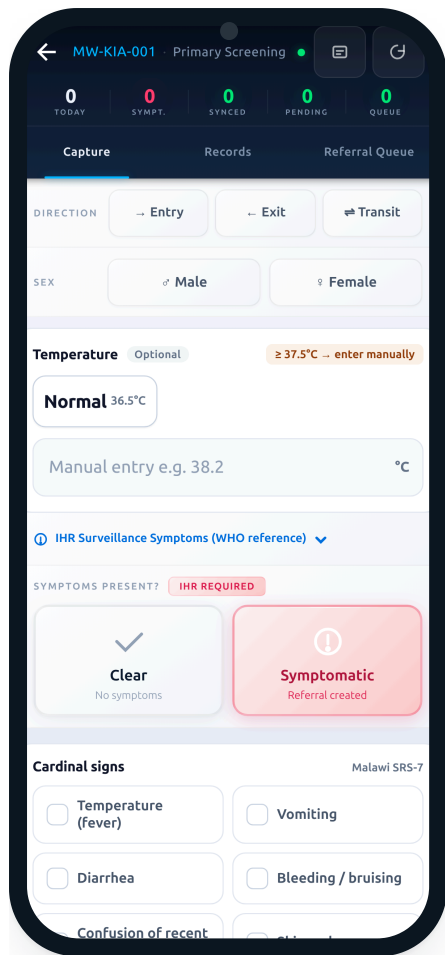 MW-KIA-001 · Primary Screening
0 0 0 0 0
TODAY SYMPT. SYNCED PENDING QUEUE
Capture Records Referral Queue
DIRECTION → Entry ← Exit ⇌ Transit
SEX ♂ Male ♀ Female
Temperature Optional ≥ 37.5°C → enter manually
Normal 36.5°C
Manual entry e.g. 38.2 °C
IHR Surveillance Symptoms (WHO reference)
SYMPTOMS PRESENT? IHR REQUIRED
Clear
No symptoms
Symptomatic
Referral created
Cardinal signs Malawi SRS-7
Temperature
(fever)
Vomiting
Diarrhea
Bleeding / bruising
Confusion of recent